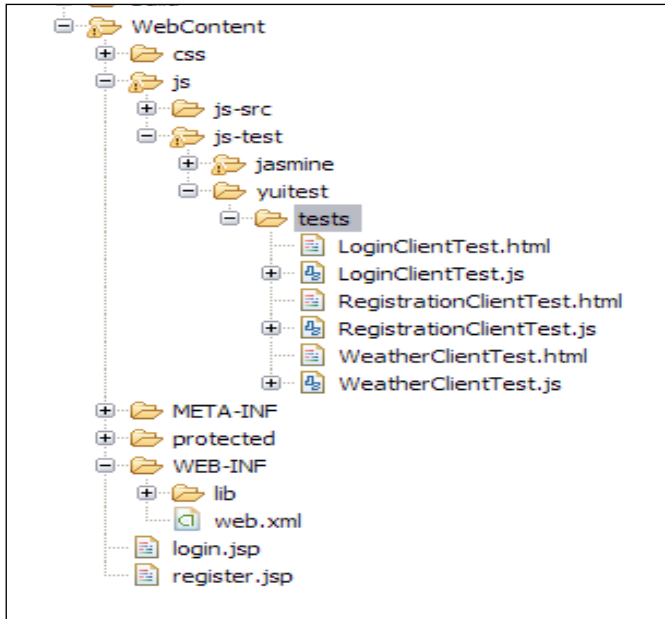 WebContent
css
js
js-src
js-test
jasmine
yuitest
tests
LoginClientTest.html
LoginClientTest.js
RegistrationClientTest.html
RegistrationClientTest.js
WeatherClientTest.html
WeatherClientTest.js
META-INF
protected
WEB-INF
lib
web.xml
login.jsp
register.jsp